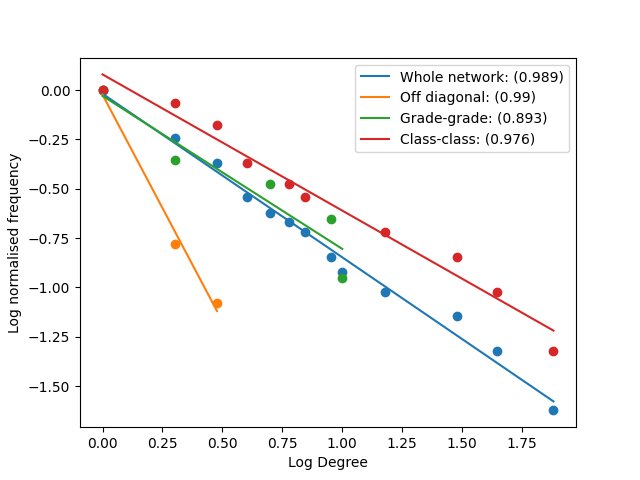 Whole network: (0.989)
Off diagonal: (0.99)
Grade-grade: (0.893)
Class-class: (0.976)
0.00
−0.25
−0.50
−0.75
−1.00
−1.25
−1.50
Log normalised frequency
0.00 0.25 0.50 0.75 1.00 1.25 1.50 1.75
Log Degree